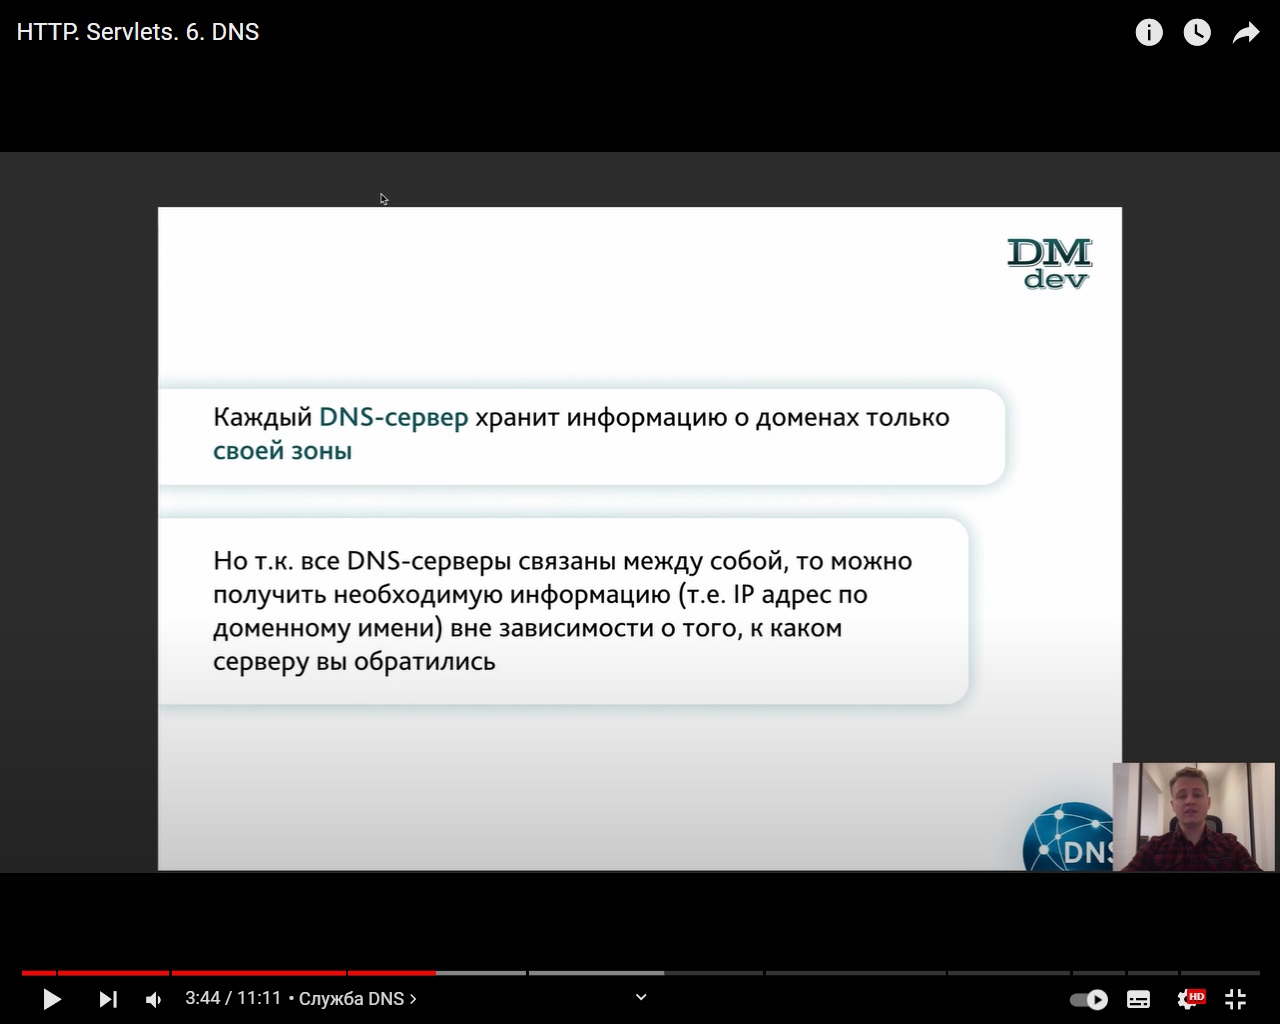 HTTP. Servlets. 6. DNS
DM
dev
Каждый DNS-сервер хранит информацию о доменах только
своей зоны
Но т.к. все DNS-серверы связаны между собой, то можно
получить необходимую информацию (т.е. IP адрес по
доменному имени) вне зависимости о того, к каком
серверу вы обратились
DNS
3:44 / 11:11 • Служба DNS
HD